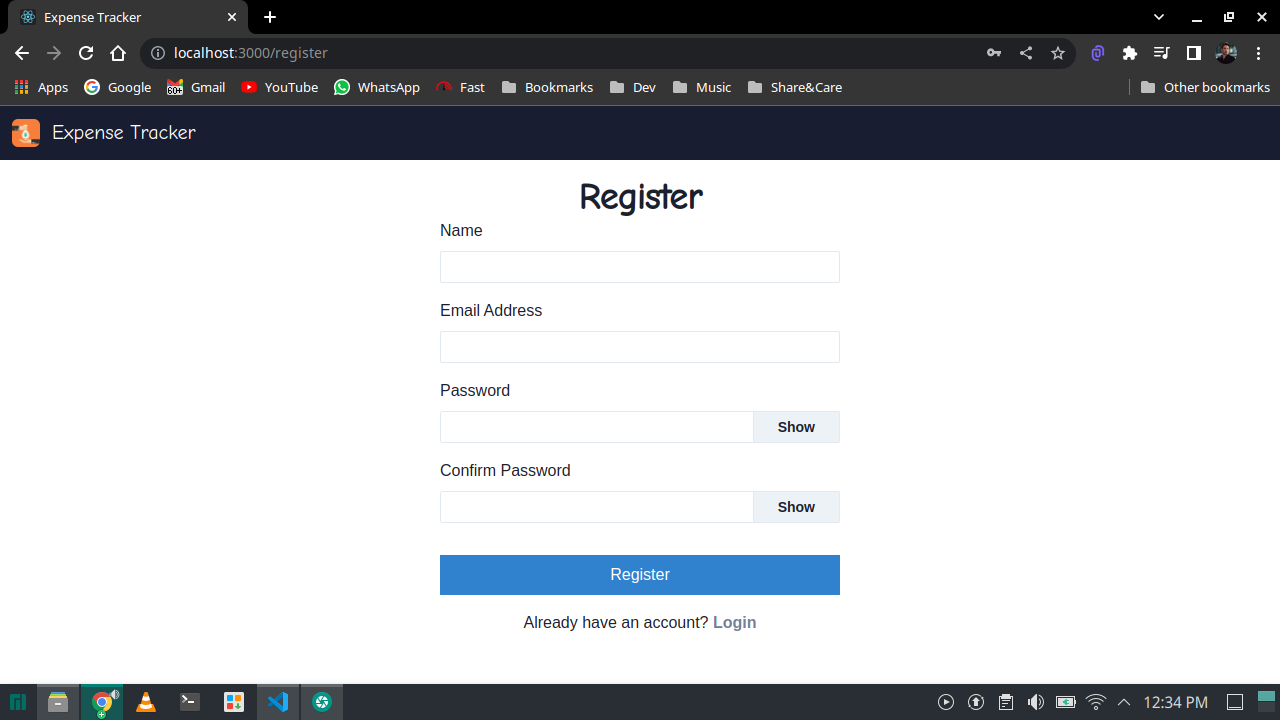 Expense Tracker
localhost:3000/register
Apps Google 60+ Gmail YouTube WhatsApp Fast Bookmarks Dev Music Share&Care Other bookmarks
Expense Tracker
Register
Name
Email Address
Password
Show
Confirm Password
Show
Register
Already have an account? Login
12:34 PM